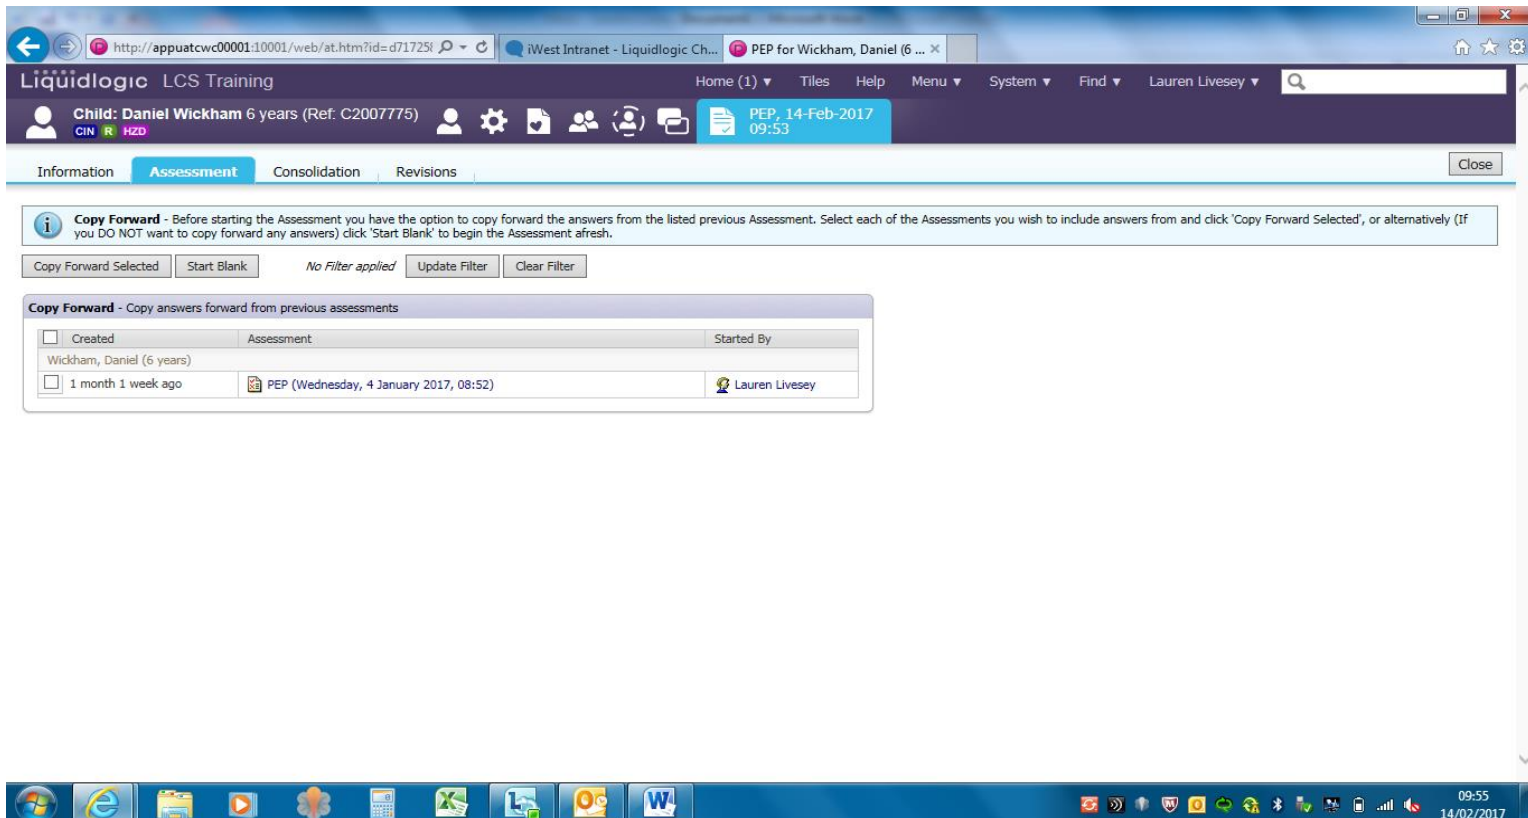 http://appuatcwc00001:10001/web/at.htm?id=d71725
iWest Intranet - Liquidlogic Ch...
PEP for Wickham, Daniel (6 ...
Liquidlogic LCS Training
Home (1) Tiles Help Menu System Find Lauren Livesey
Child: Daniel Wickham 6 years (Ref: C2007775)
CIN R HZD
PEP, 14-Feb-2017
09:53
Information Assessment Consolidation Revisions
Close
Copy Forward - Before starting the Assessment you have the option to copy forward the answers from the listed previous Assessment. Select each of the Assessments you wish to include answers from and click 'Copy Forward Selected', or alternatively (If
you DO NOT want to copy forward any answers) click 'Start Blank' to begin the Assessment afresh.
Copy Forward Selected Start Blank No Filter applied Update Filter Clear Filter
Copy Forward - Copy answers forward from previous assessments
Created Assessment Started By
Wickham, Daniel (6 years)
1 month 1 week ago PEP (Wednesday, 4 January 2017, 08:52) Lauren Livesey
09:55
14/02/2017